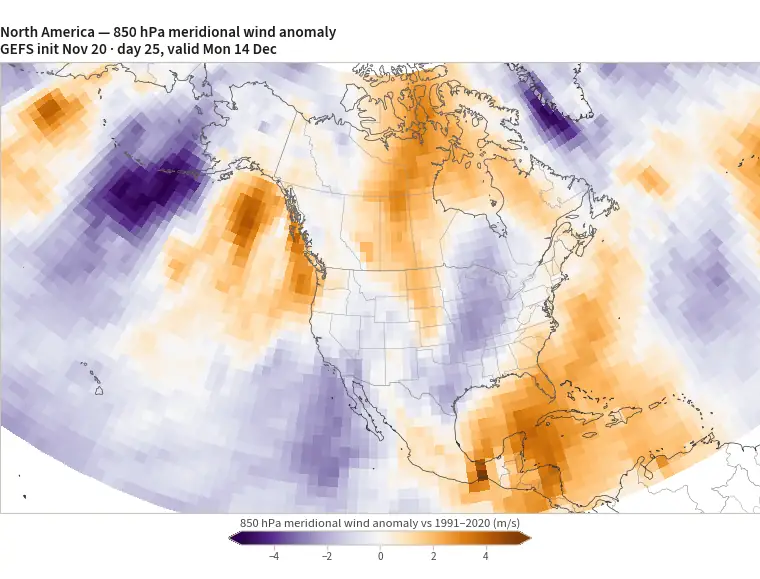 North America — 850 hPa meridional wind anomaly
GEFS init Nov 20 · day 25, valid Mon 14 Dec
850 hPa meridional wind anomaly vs 1991–2020 (m/s)
−4 −2 0 2 4